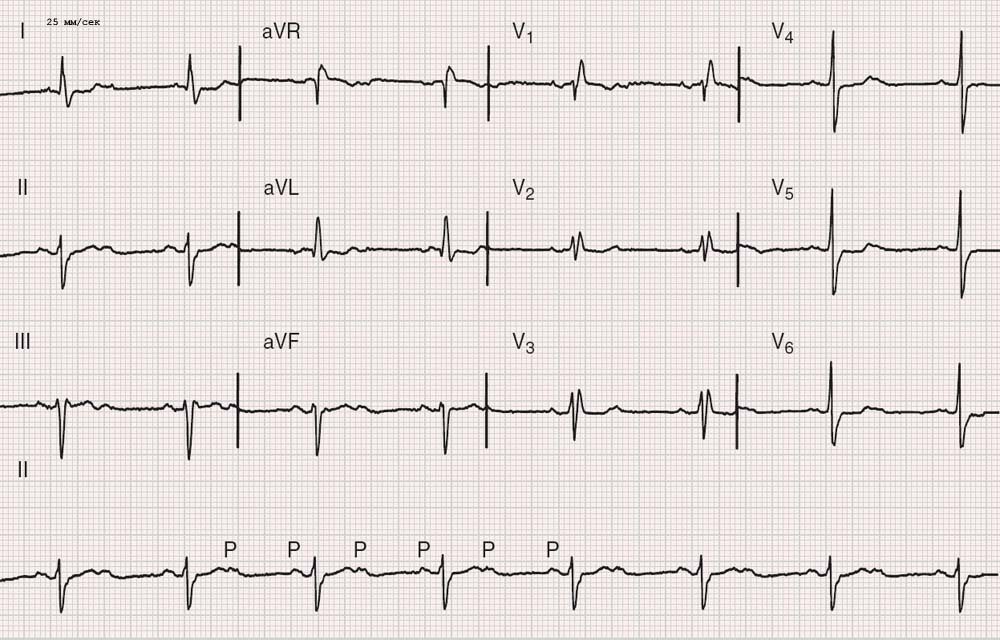 25 мм/сек
I aVR V1 V4
II aVL V2 V5
III aVF V3 V6
II
P P P P P P